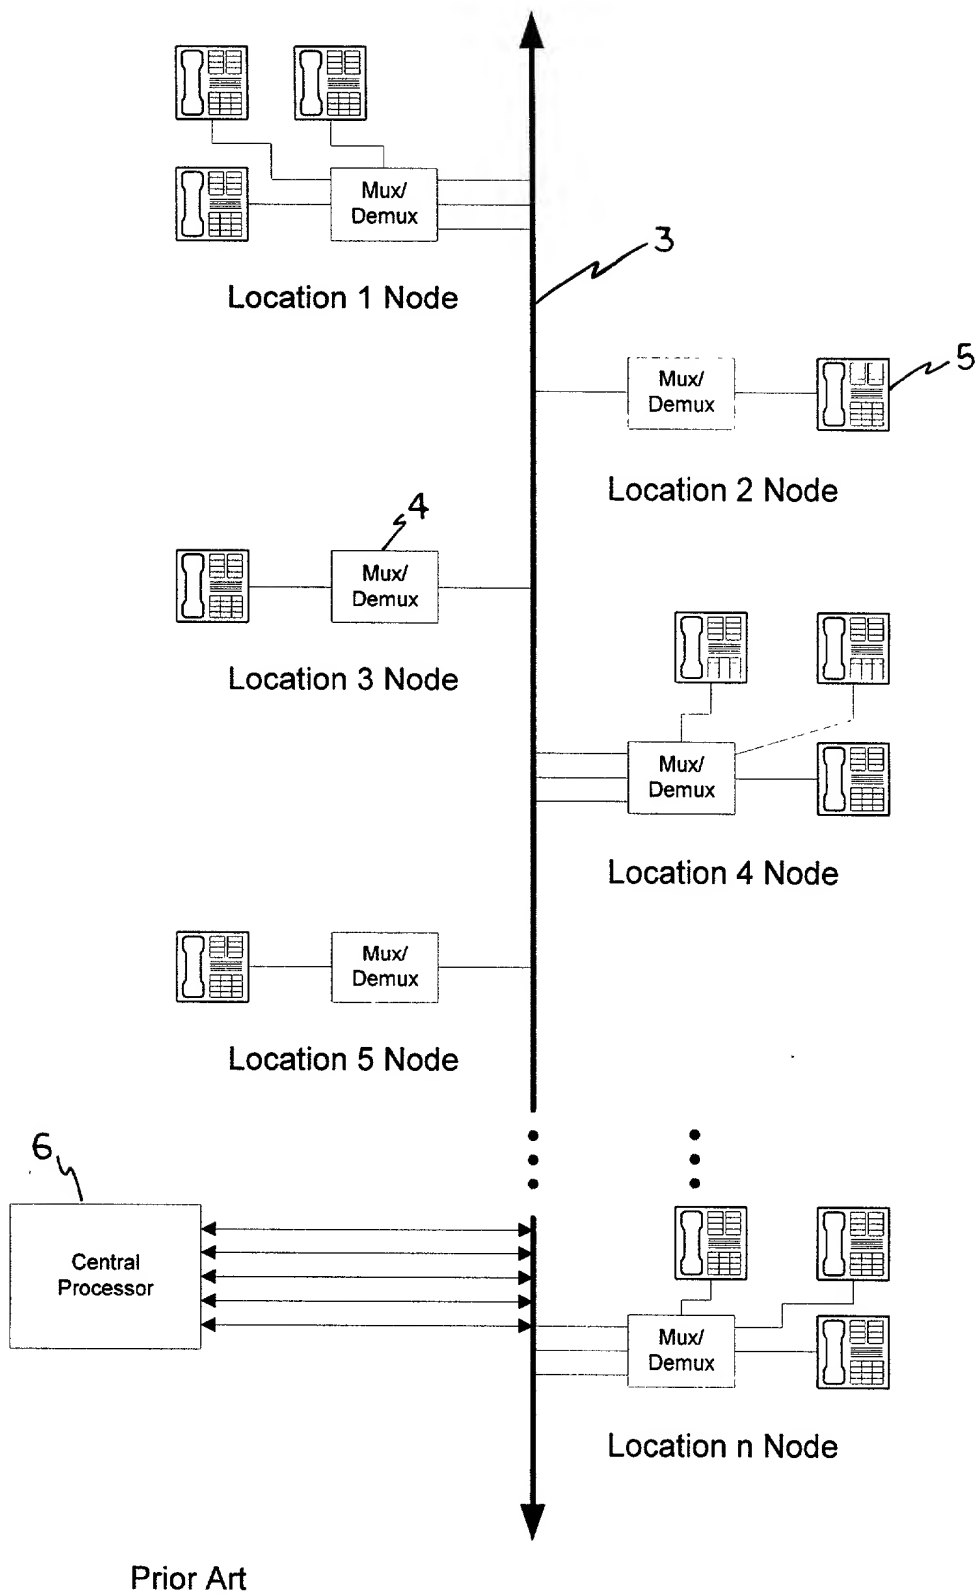 Mux/
Demux
Location 1 Node
3
Mux/
Demux
5
Location 2 Node
4
Mux/
Demux
Location 3 Node
Mux/
Demux
Location 4 Node
Mux/
Demux
Location 5 Node
6
Central
Processor
Mux/
Demux
Location n Node
Prior Art